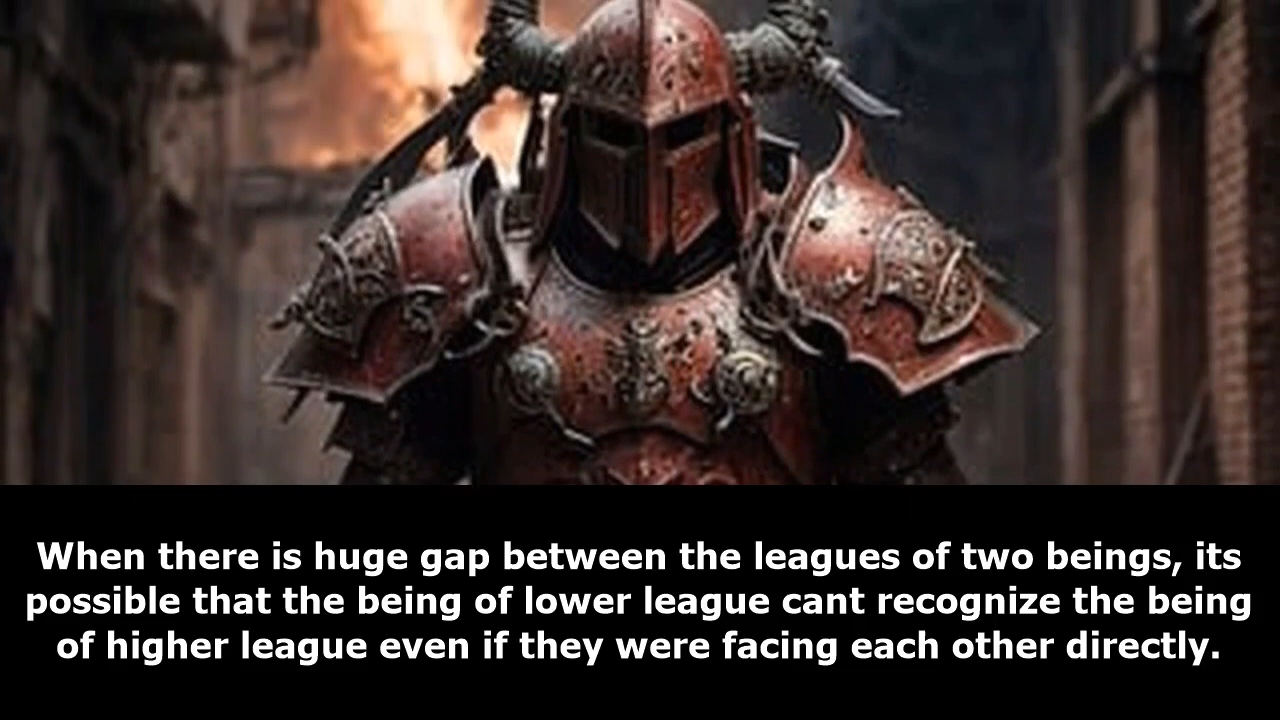 When there is huge gap between the leagues of two beings, its
possible that the being of lower league cant recognize the being
of higher league even if they were facing each other directly.